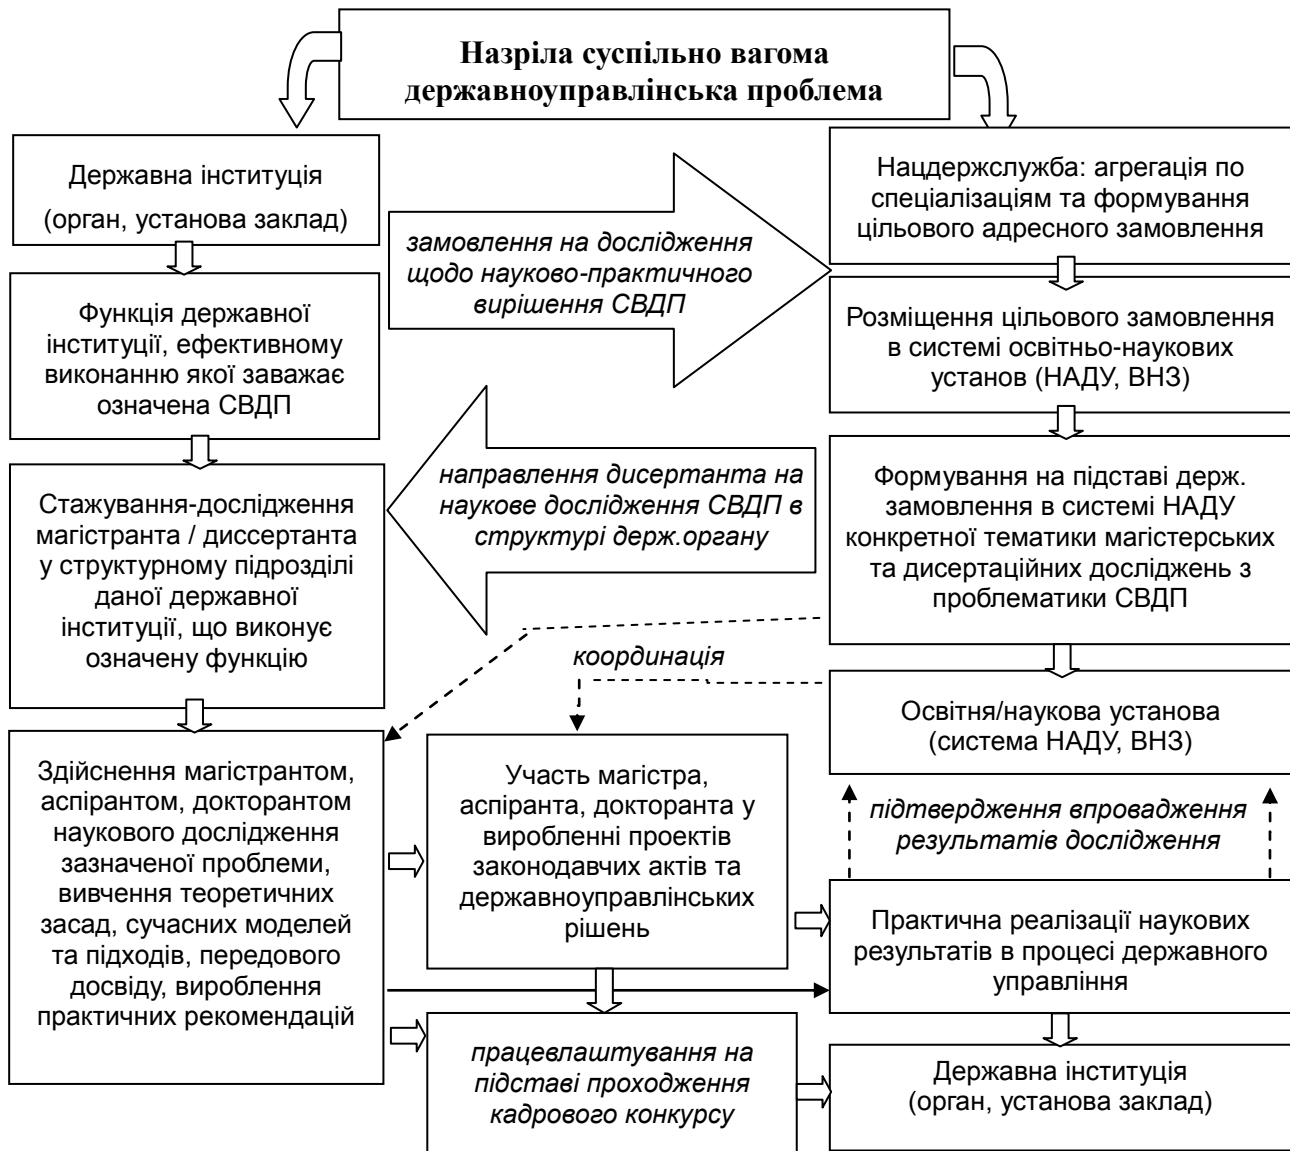 Назріла суспільно вагома
державноуправлінська проблема
Державна інституція
(орган, установа заклад)
Нацдержслужба: агрегація по
спеціалізаціям та формування
цільового адресного замовлення
замовлення на дослідження
щодо науково-практичного
вирішення СВДП
Функція державної
інституції, ефективному
виконанню якої заважає
означена СВДП
Розміщення цільового замовлення
в системі освітньо-наукових
установ (НАДУ, ВНЗ)
направлення дисертанта на
наукове дослідження СВДП в
структурі держ.органу
Стажування-дослідження
магістранта / диссертанта
у структурному підрозділі
даної державної
інституції, що виконує
означену функцію
Формування на підставі держ.
замовлення в системі НАДУ
конкретної тематики магістерських
та дисертаційних досліджень з
проблематики СВДП
координація
Освітня/наукова установа
(система НАДУ, ВНЗ)
Здійснення магістрантом,
аспірантом, докторантом
наукового дослідження
зазначеної проблеми,
вивчення теоретичних
засад, сучасних моделей
та підходів, передового
досвіду, вироблення
практичних рекомендацій
Участь магістра,
аспіранта, докторанта у
виробленні проектів
законодавчих актів та
державноуправлінських
рішень
підтвердження впровадження
результатів дослідження
Практична реалізації наукових
результатів в процесі державного
управління
працевлаштування на
підставі проходження
кадрового конкурсу
Державна інституція
(орган, установа заклад)